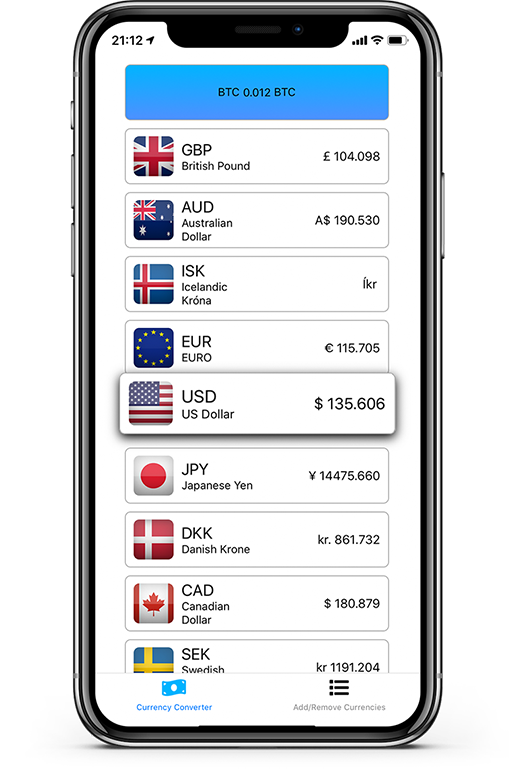 21:12
BTC 0.012 BTC
GBP
British Pound
£ 104.098
AUD
Australian
Dollar
A$ 190.530
ISK
Icelandic
Króna
Íkr
EUR
EURO
€ 115.705
USD
US Dollar
$ 135.606
JPY
Japanese Yen
¥ 14475.660
DKK
Danish Krone
kr. 861.732
CAD
Canadian
Dollar
$ 180.879
SEK
Swedish
kr 1191.204
Currency Converter
Add/Remove Currencies